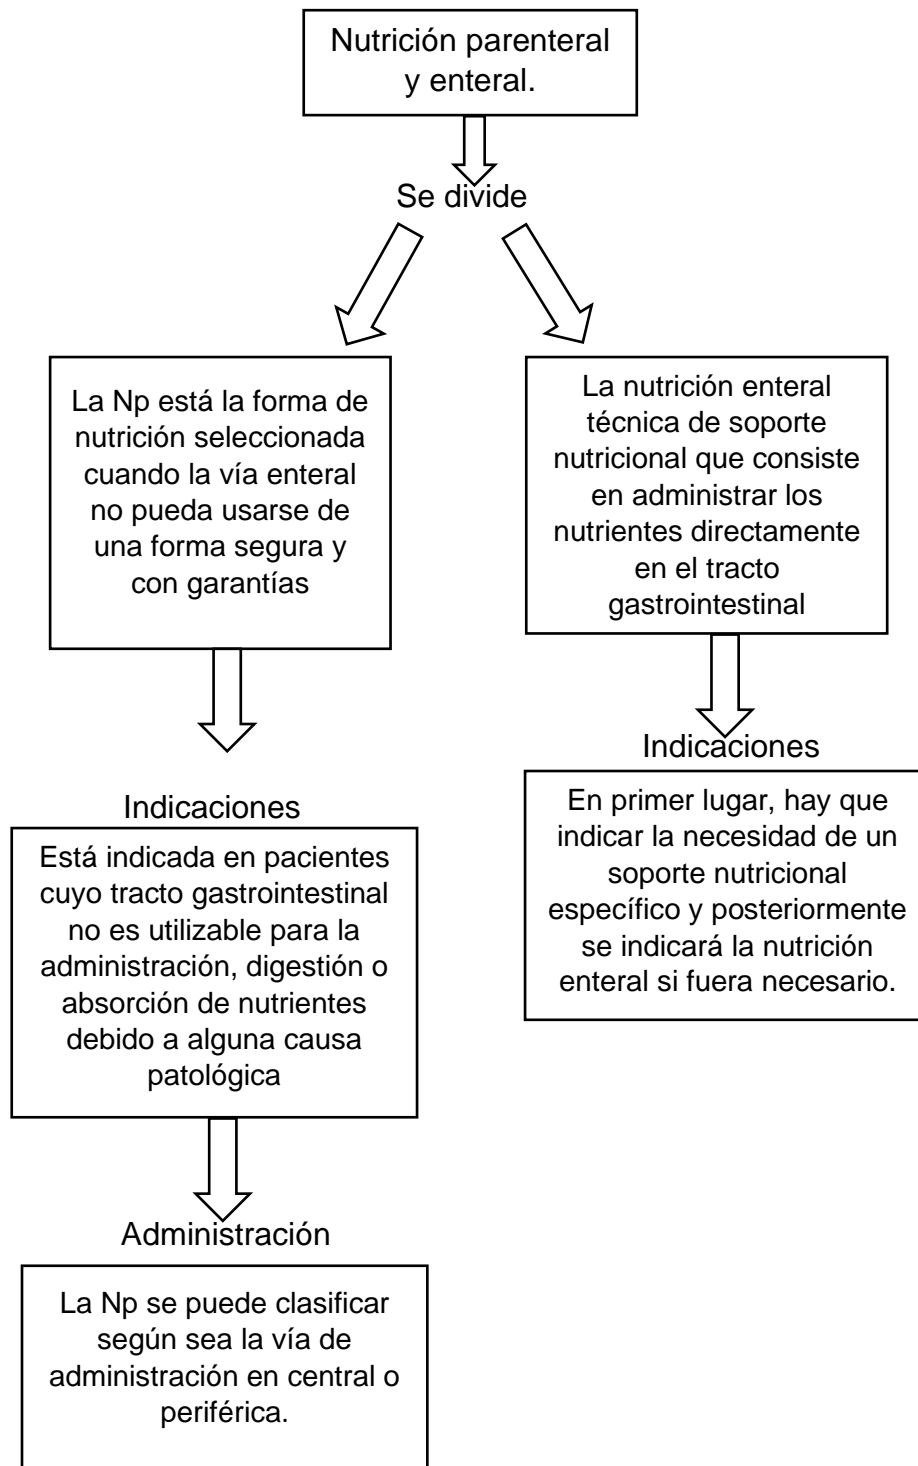 Nutrición parenteral
y enteral.
Se divide
La Np está la forma de
nutrición seleccionada
cuando la vía enteral
no pueda usarse de
una forma segura y
con garantías
La nutrición enteral
técnica de soporte
nutricional que consiste
en administrar los
nutrientes directamente
en el tracto
gastrointestinal
Indicaciones
Está indicada en pacientes
cuyo tracto gastrointestinal
no es utilizable para la
administración, digestión o
absorción de nutrientes
debido a alguna causa
patológica
Indicaciones
En primer lugar, hay que
indicar la necesidad de un
soporte nutricional
específico y posteriormente
se indicará la nutrición
enteral si fuera necesario.
Administración
La Np se puede clasificar
según sea la vía de
administración en central o
periférica.